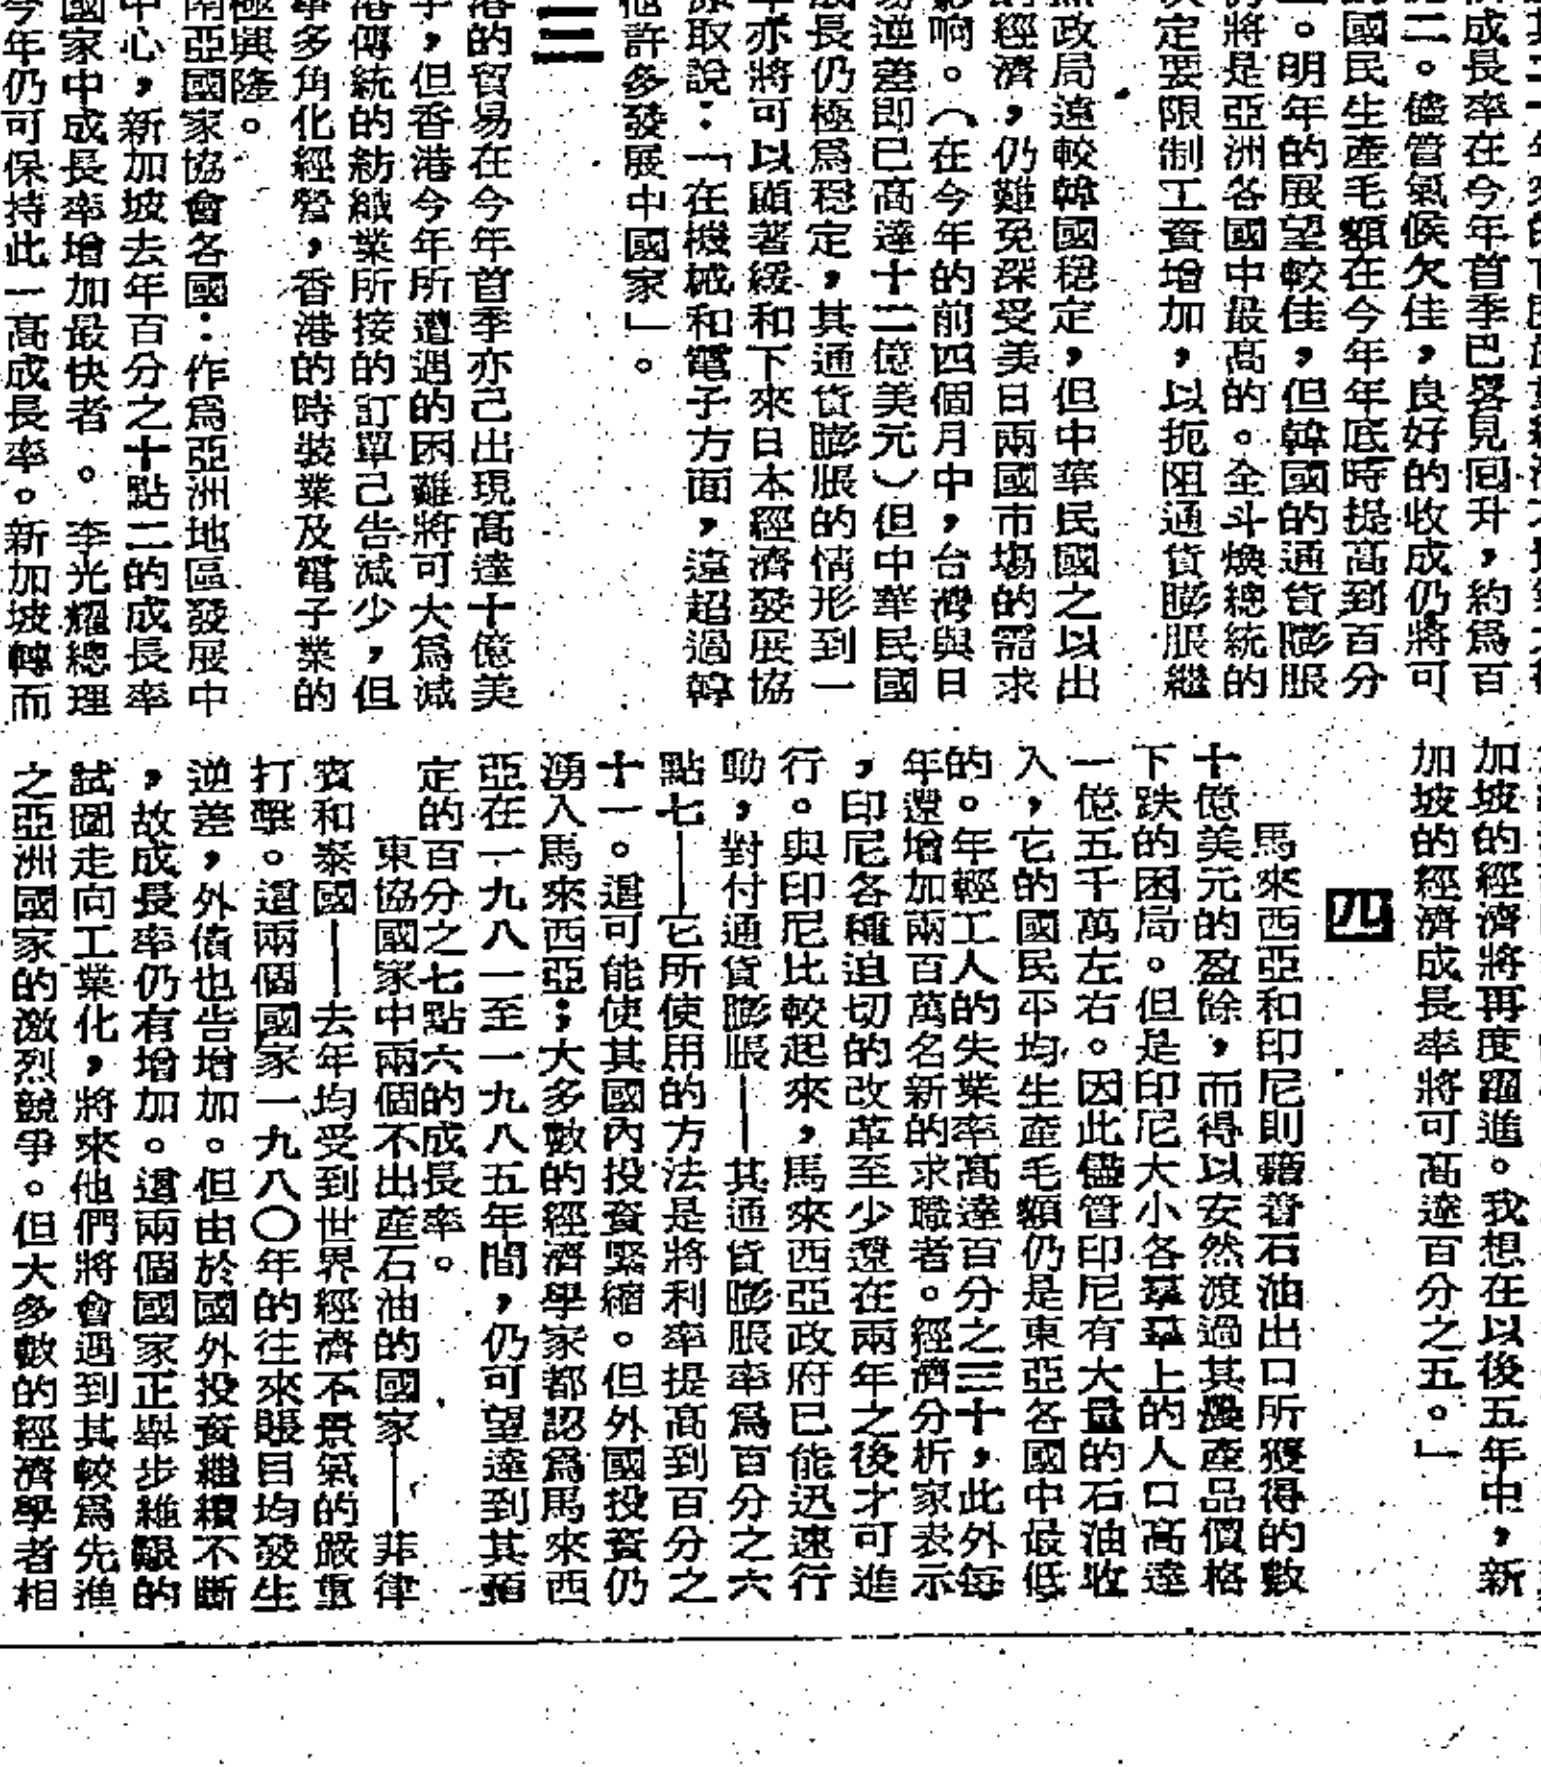 成長率在今年首季已畧見回升,約爲百
二。儘管氣候欠佳,良好的收成仍將可
國民生產毛額在今年年底時提高到百分
。明年的展望較佳,但韓國的通貨膨脹
將是亞洲各國中最高的。全斗煥總統的
定要限制工資增加,以扼阻通貨膨脹繼
政局遠較韓國穩定,但中華民國之以出
經濟,仍難免深受美日兩國市場的需求
响。(在今年的前四個月中,台灣與日
逆差即已高達十二億美元)但中華民國
長仍極爲穩定,其通貨膨脹的情形到一
亦將可以顯著緩和下來日本經濟發展協
取說:「在機械和電子方面,遠超過韓
許多發展中國家」。
三
的貿易在今年首季亦己出現高達十億美
,但香港今年所遭遇的困難將可大爲減
傳統的紡織業所接的訂單己告減少,但
多角化經營,香港的時裝業及電子業的
極興隆。
南亞國家協會各國:作爲亞洲地區發展中
中心,新加坡去年百分之十點二的成長率
國家中成長率增加最快者。李光耀總理
今年仍可保持此一高成長率。新加坡轉而
加坡的經濟將再度躍進。我想在以後五年中,新
加坡的經濟成長率將可高達百分之五。」
四
馬來西亞和印尼則藉着石油出口所獲得的數
十億美元的盈餘,而得以安然渡過其農產品價格
下跌的困局。但是印尼大小各羣島上的人口高達
一億五千萬左右。因此儘管印尼有大量的石油收
入,它的國民平均生產毛額仍是東亞各國中最低
的。年輕工人的失業率高達百分之三十,此外每
年還增加兩百萬名新的求職者。經濟分析家表示
,印尼各種迫切的改革至少還在兩年之後才可進
行。與印尼比較起來,馬來西亞政府已能迅速行
動,對付通貨膨脹——其通貨膨脹率爲百分之六
點七——它所使用的方法是將利率提高到百分之
十一。這可能使其國內投資緊縮。但外國投資仍
湧入馬來西亞;大多數的經濟學家都認爲馬來西
亞在一九八一至一九八五年間,仍可望達到其預
定的百分之七點六的成長率。
東協國家中兩個不出產石油的國家——菲律
賓和泰國——去年均受到世界經濟不景氣的嚴重
打擊。這兩個國家一九八〇年的往來賬目均發生
逆差,外債也告增加。但由於國外投資繼續不斷
,故成長率仍有增加。這兩個國家正舉步維艱的
試圖走向工業化,將來他們將會遇到其較爲先進
之亞洲國家的激烈競爭。但大多數的經濟學者相